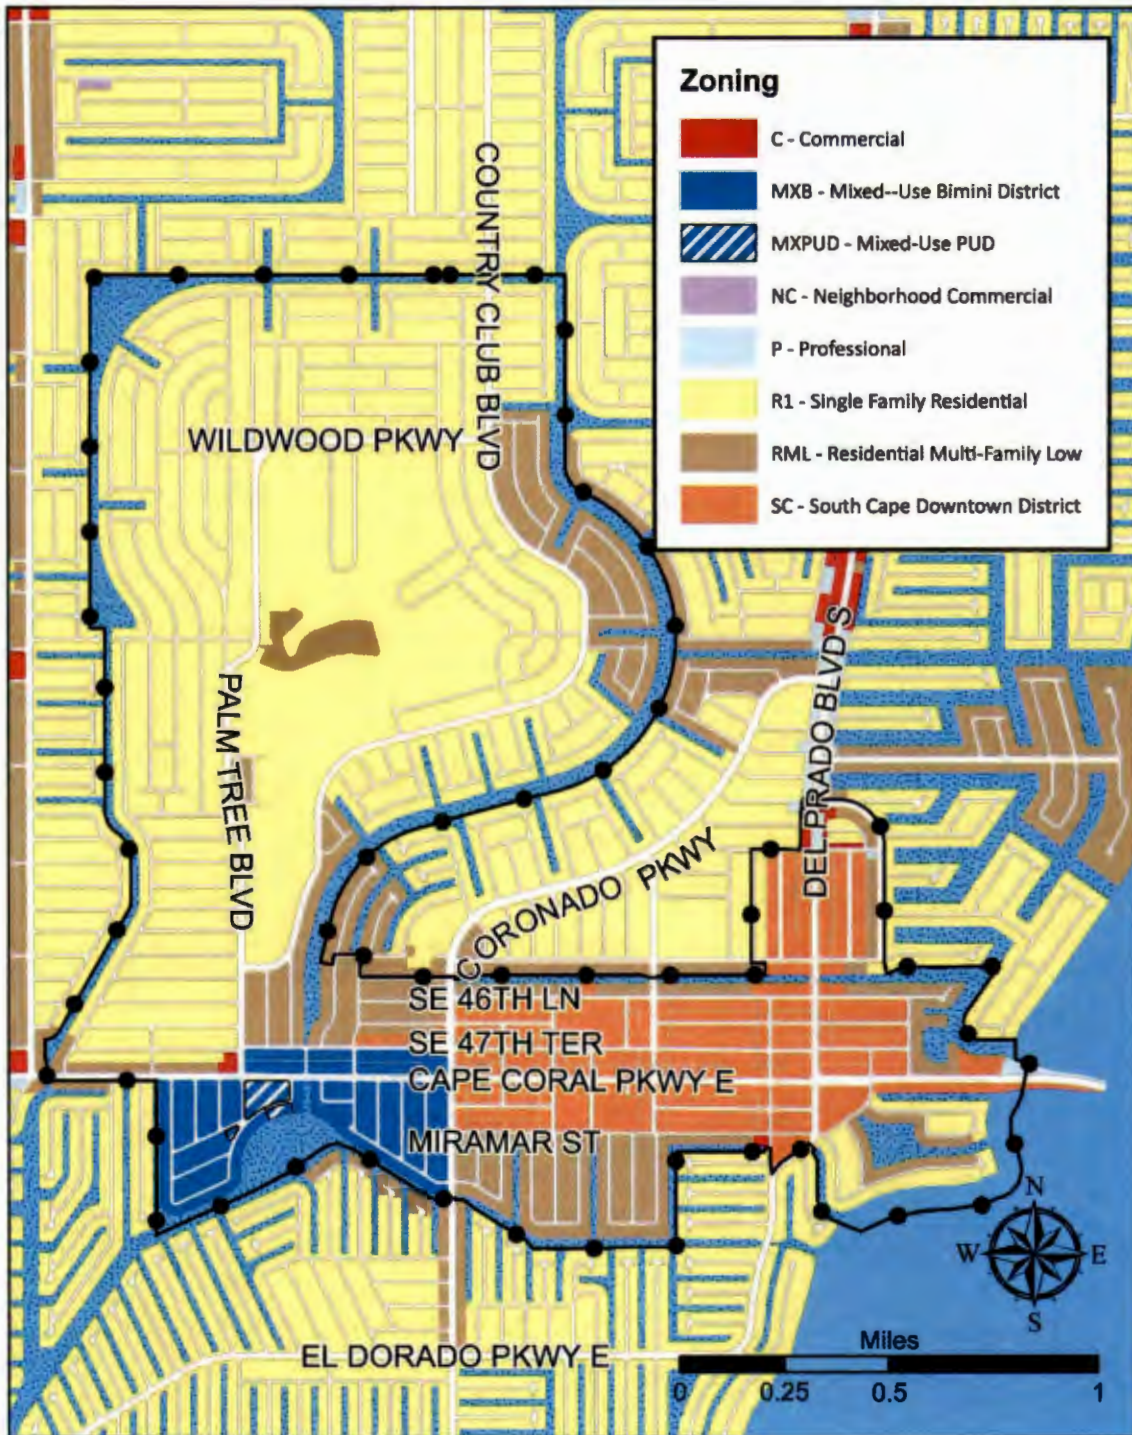 Zoning
C - Commercial
MXB - Mixed--Use Bimini District
MXPUD - Mixed-Use PUD
NC - Neighborhood Commercial
P - Professional
R1 - Single Family Residential
RML - Residential Multi-Family Low
SC - South Cape Downtown District
COUNTRY CLUB BLVD
WILDWOOD PKWY
PALM TREE BLVD
DEL PRADO BLVD S
CORONADO PKWY
SE 46TH LN
SE 47TH TER
CAPE CORAL PKWY E
MIRAMAR ST
EL DORADO PKWY E
N
W E
S
Miles
0 0.25 0.5 1